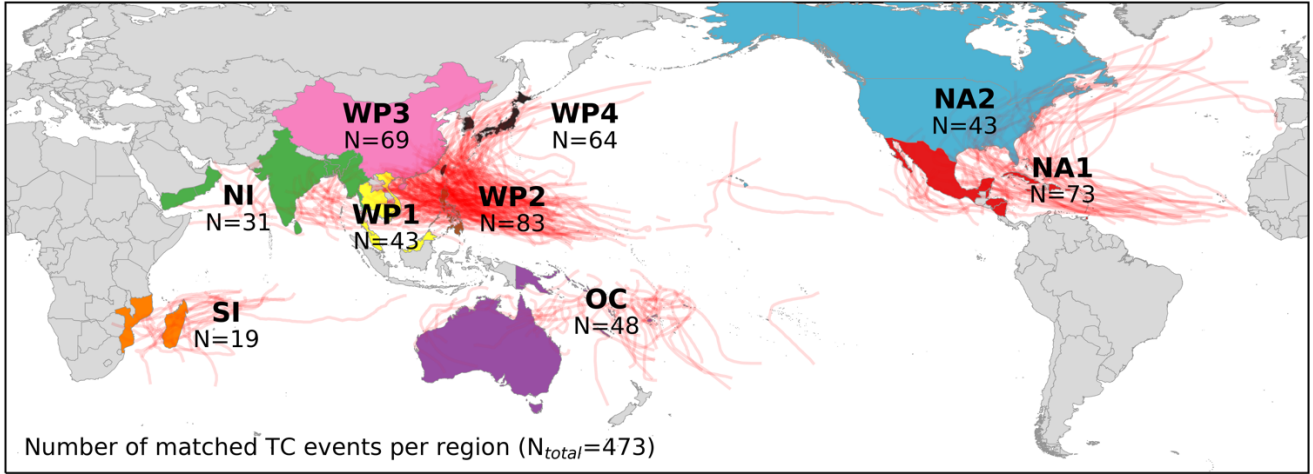 WP3
N=69
WP4
N=64
NA2
N=43
NA1
N=73
NI
N=31
WP1
N=43
WP2
N=83
SI
N=19
OC
N=48
Number of matched TC events per region (Ntotal=473)